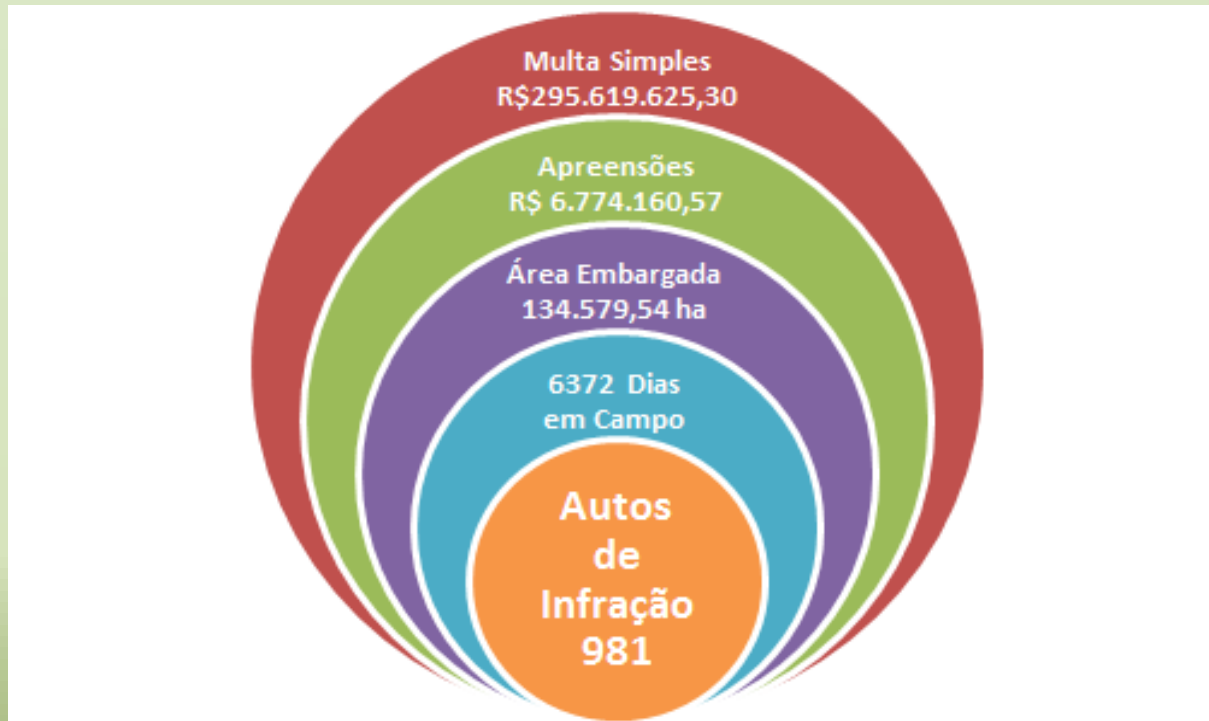 Multa Simples
R$295.619.625,30
Apreensões
R$ 6.774.160,57
Área Embargada
134.579,54 ha
6372 Dias
em Campo
Autos
de
Infração
981